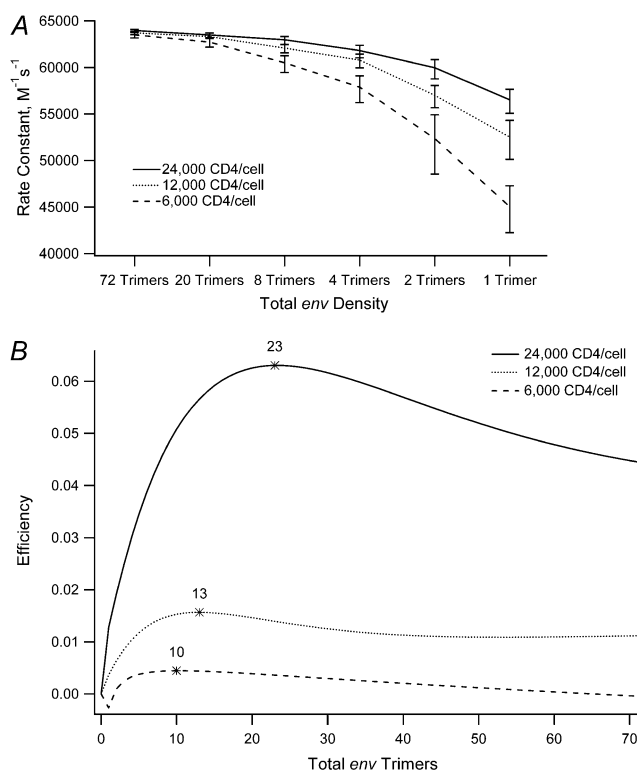 A
65000
60000
55000
50000
45000
40000
Rate Constant, M⁻¹s⁻¹
24,000 CD4/cell
12,000 CD4/cell
6,000 CD4/cell
72 Trimers 20 Trimers 8 Trimers 4 Trimers 2 Trimers 1 Trimer
Total env Density
B
23
13
10
24,000 CD4/cell
12,000 CD4/cell
6,000 CD4/cell
0.06
0.05
0.04
0.03
0.02
0.01
0.00
Efficiency
0 10 20 30 40 50 60 70
Total env Trimers